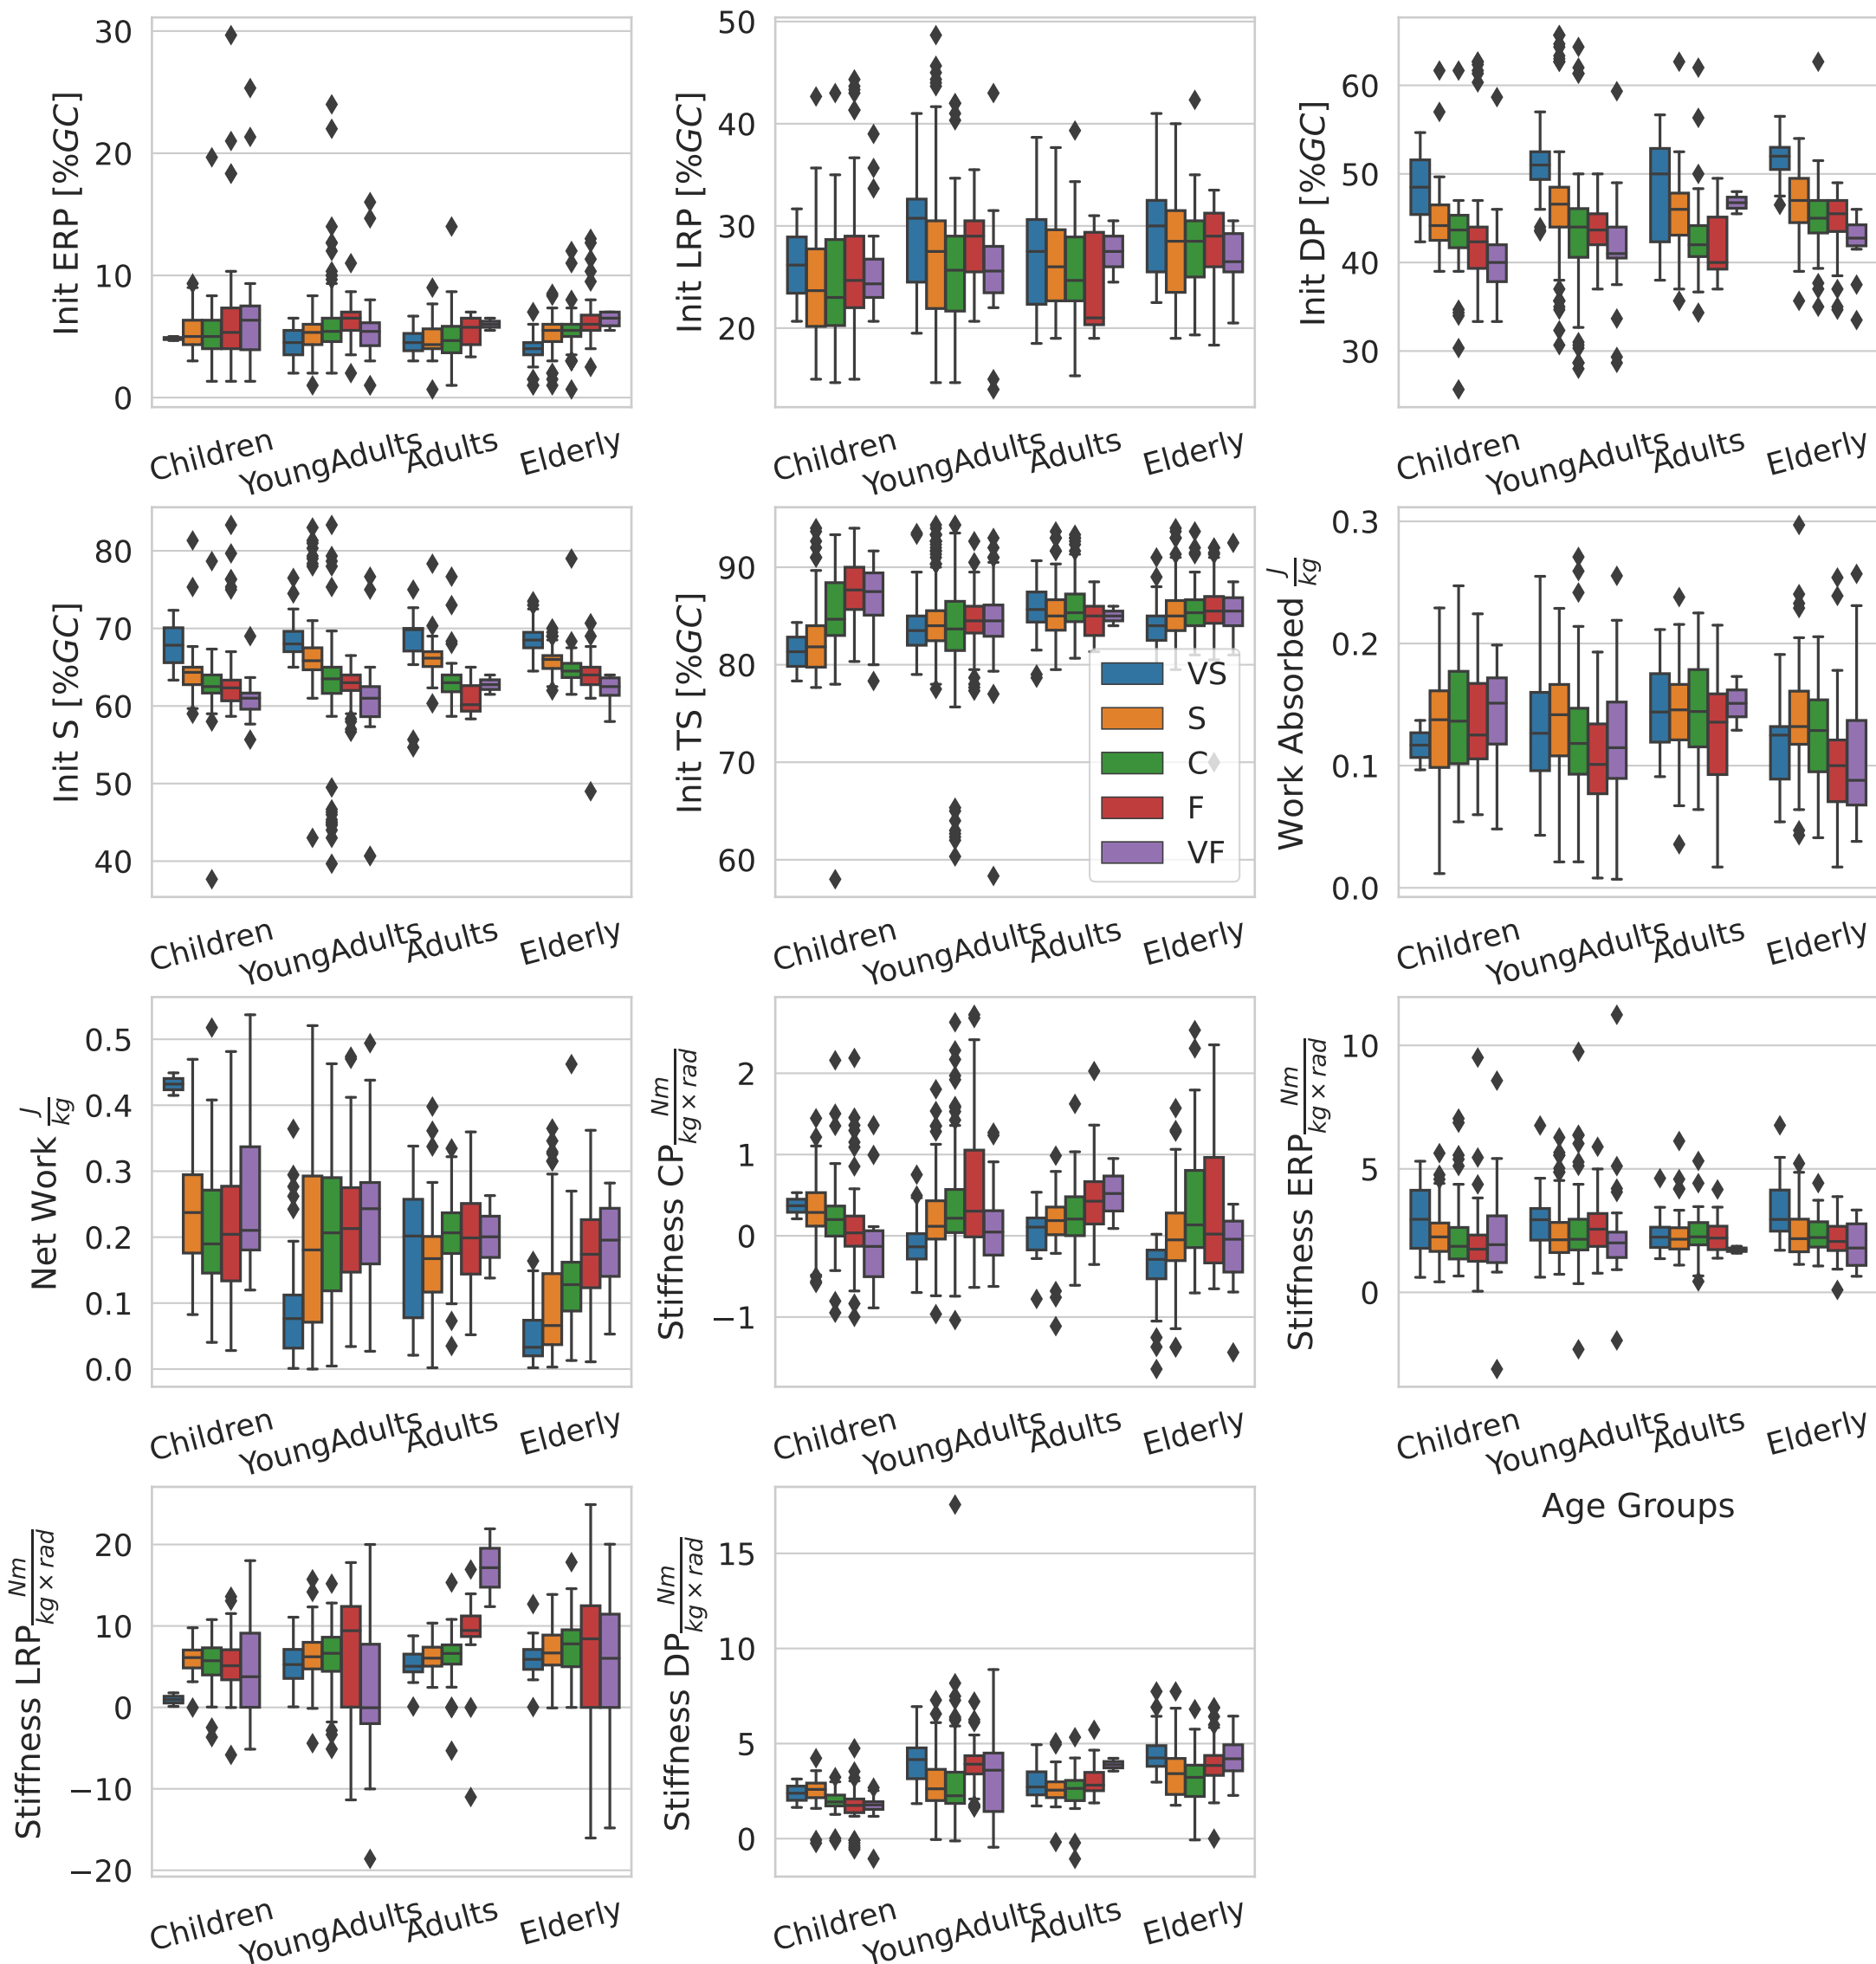 Init ERP [%GC]
30
20
10
0
Children
YoungAdults
Adults
Elderly
Init LRP [%GC]
50
40
30
20
Children
YoungAdults
Adults
Elderly
Init DP [%GC]
60
50
40
30
Children
YoungAdults
Adults
Elderly
Init S [%GC]
80
70
60
50
40
Children
YoungAdults
Adults
Elderly
Init TS [%GC]
90
80
70
60
VS
S
C
F
VF
Children
YoungAdults
Adults
Elderly
Work Absorbed J/kg
0.3
0.2
0.1
0.0
Children
YoungAdults
Adults
Elderly
Net Work J/kg
0.5
0.4
0.3
0.2
0.1
0.0
Children
YoungAdults
Adults
Elderly
Stiffness CP Nm/kg × rad
2
1
0
−1
Children
YoungAdults
Adults
Elderly
Stiffness ERP Nm/kg × rad
10
5
0
Children
YoungAdults
Adults
Elderly
Age Groups
Stiffness LRP Nm/kg × rad
20
10
0
−10
−20
Children
YoungAdults
Adults
Elderly
Stiffness DP Nm/kg × rad
15
10
5
0
Children
YoungAdults
Adults
Elderly